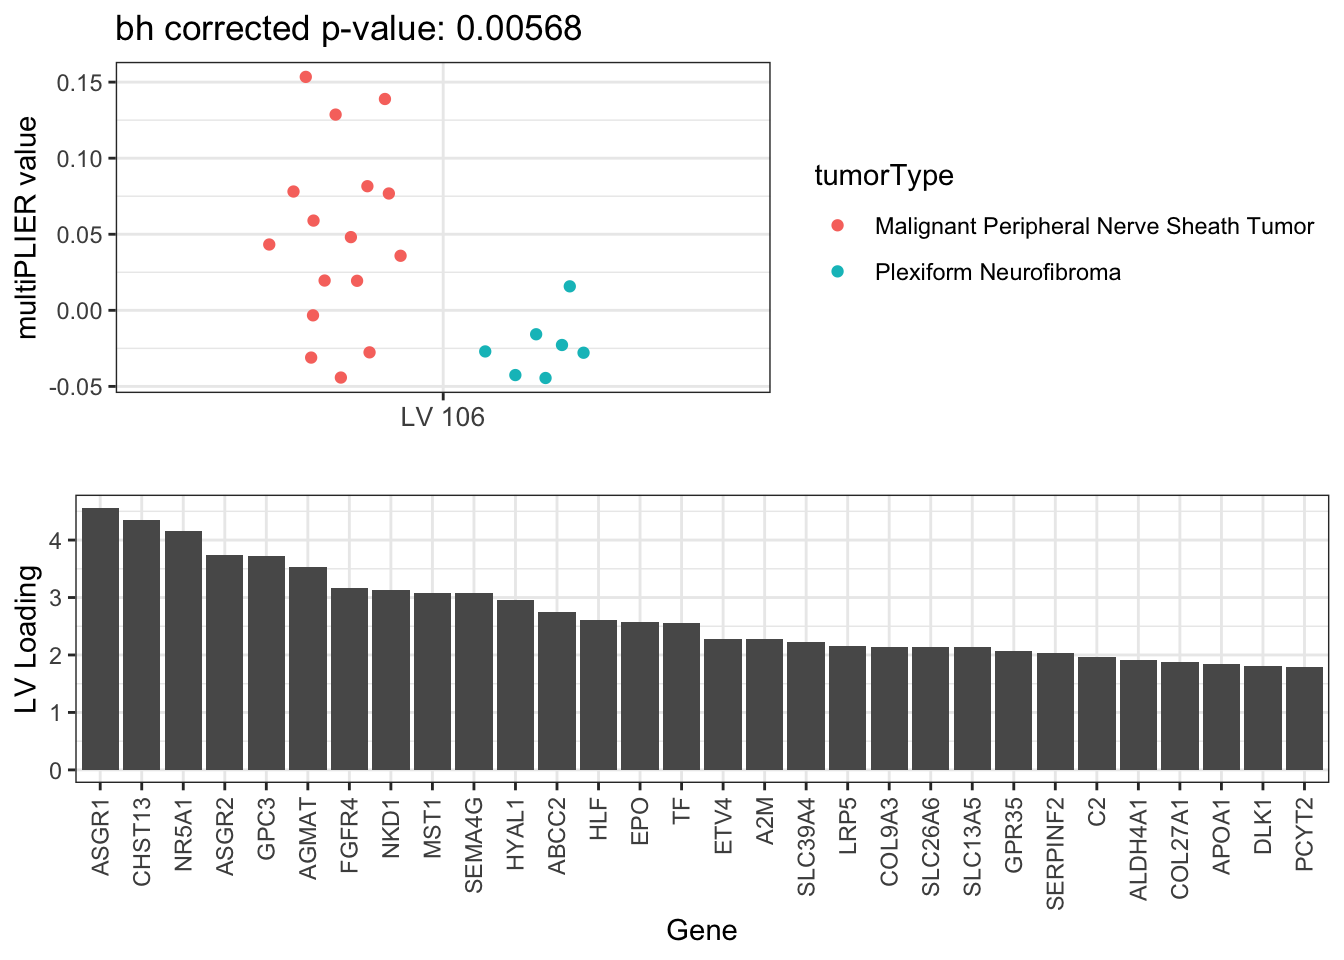 bh corrected p-value: 0.00568
multiPLIER value
0.15
0.10
0.05
0.00
-0.05
LV 106
tumorType
Malignant Peripheral Nerve Sheath Tumor
Plexiform Neurofibroma
LV Loading
4
3
2
1
0
ASGR1
CHST13
NR5A1
ASGR2
GPC3
AGMAT
FGFR4
NKD1
MST1
SEMA4G
HYAL1
ABCC2
HLF
EPO
TF
ETV4
A2M
SLC39A4
LRP5
COL9A3
SLC26A6
SLC13A5
GPR35
SERPINF2
C2
ALDH4A1
COL27A1
APOA1
DLK1
PCYT2
Gene